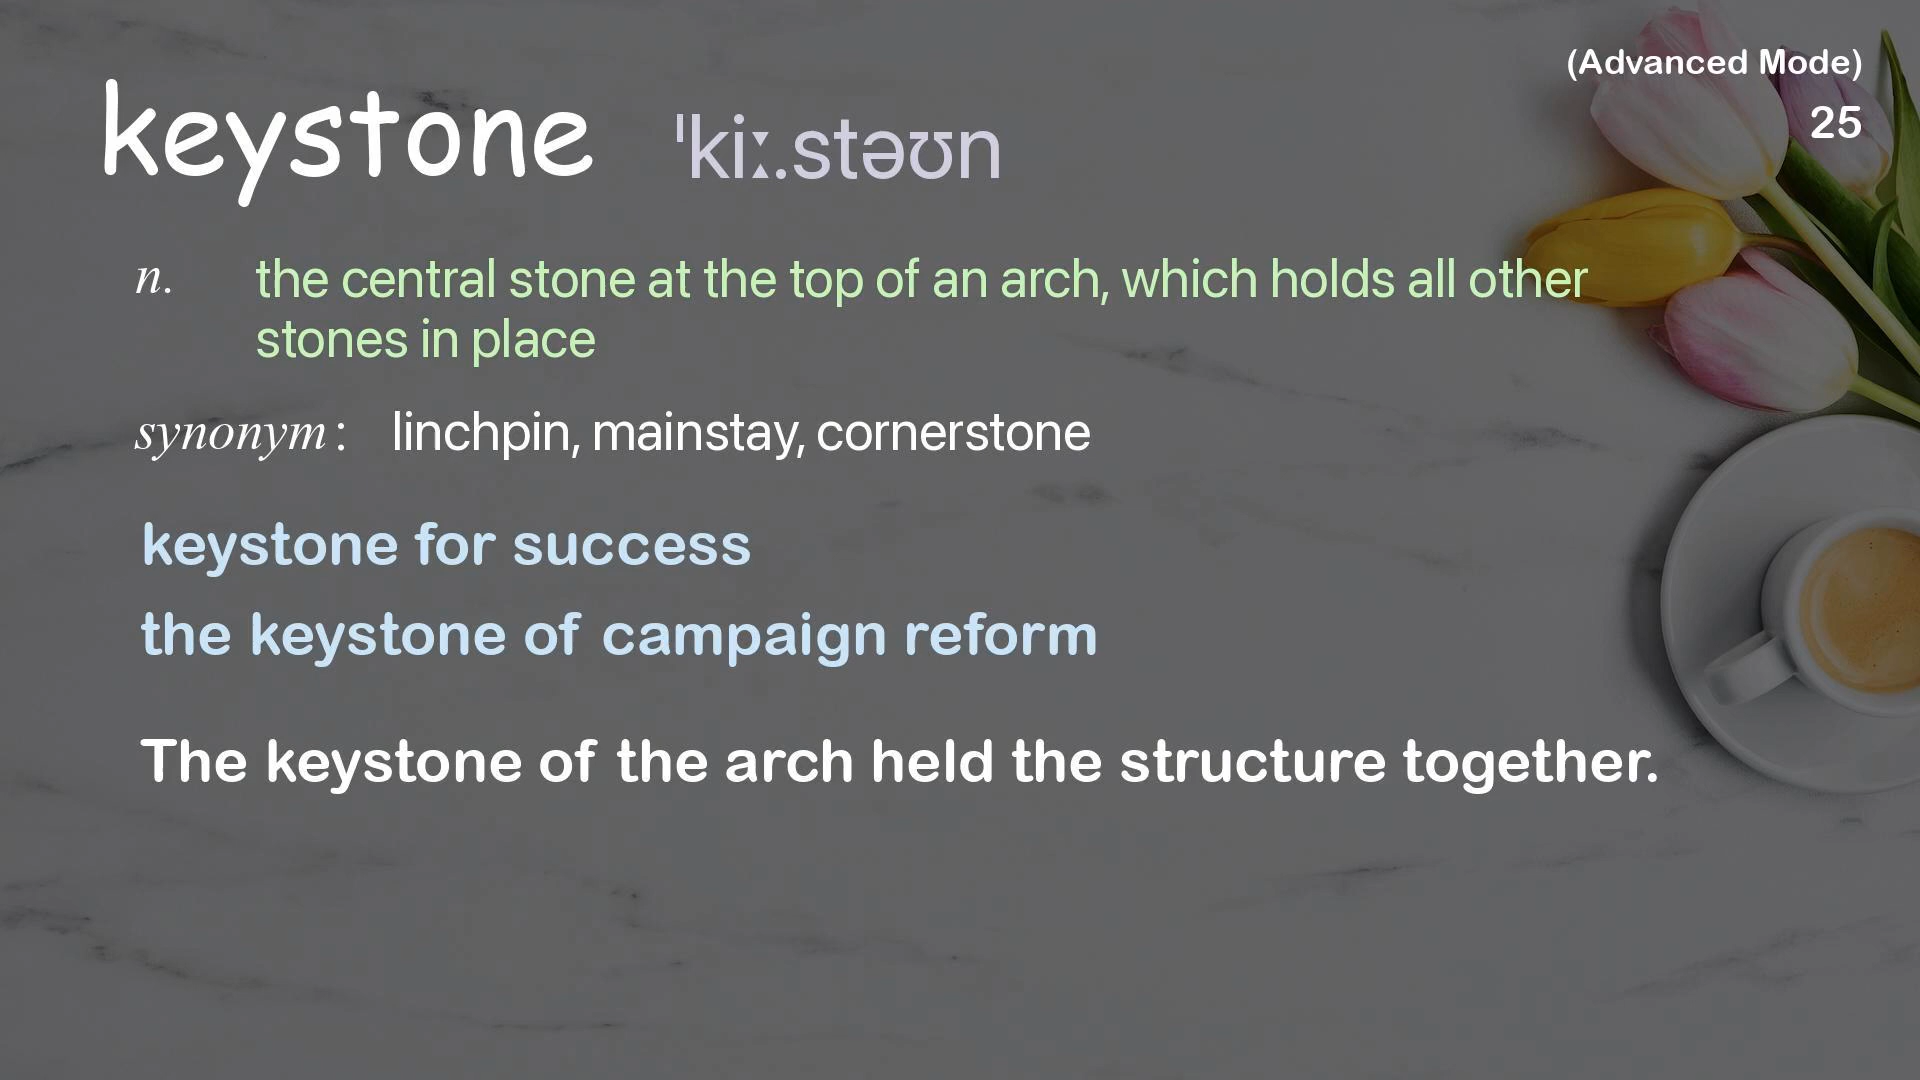 (Advanced Mode)
25
keystone ˈkiː.stəʊn
n. the central stone at the top of an arch, which holds all other
stones in place
synonym: linchpin, mainstay, cornerstone
keystone for success
the keystone of campaign reform
The keystone of the arch held the structure together.